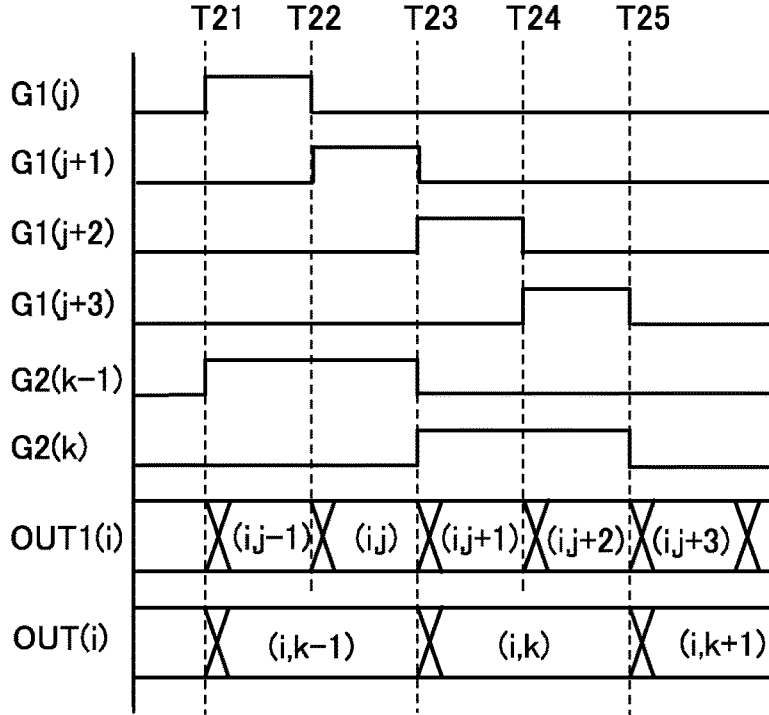 T21 T22 T23 T24 T25
G1(j)
G1(j+1)
G1(j+2)
G1(j+3)
G2(k-1)
G2(k)
OUT1(i) (i,j-1) (i,j) (i,j+1) (i,j+2) (i,j+3)
OUT(i) (i,k-1) (i,k) (i,k+1)